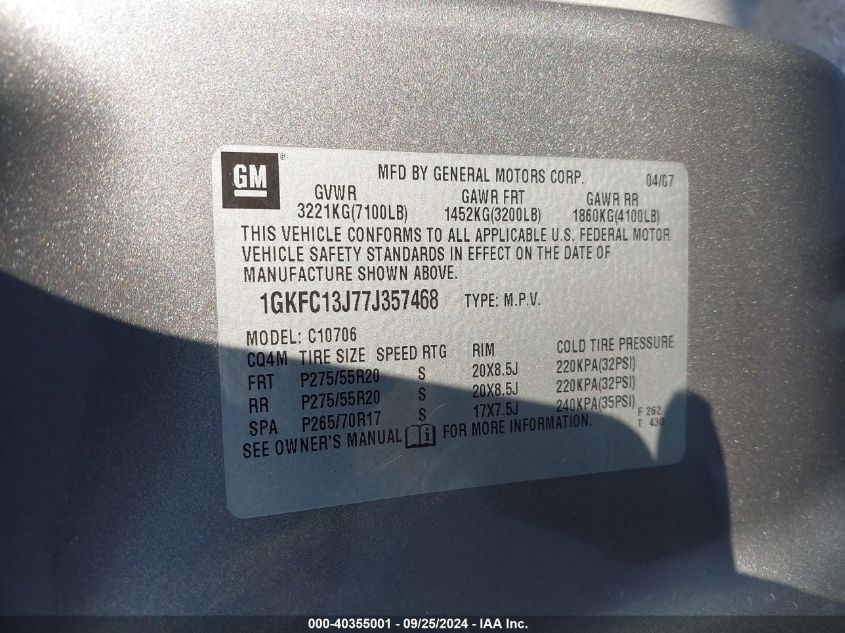 GM ®
MFD BY GENERAL MOTORS CORP. 04/07
GVWR GAWR FRT GAWR RR
3221KG(7100LB) 1452KG(3200LB) 1860KG(4100LB)
THIS VEHICLE CONFORMS TO ALL APPLICABLE U.S. FEDERAL MOTOR
VEHICLE SAFETY STANDARDS IN EFFECT ON THE DATE OF
MANUFACTURE SHOWN ABOVE.
1GKFC13J77J357468 TYPE: M.P.V.
MODEL: C10706
CQ4M TIRE SIZE SPEED RTG RIM COLD TIRE PRESSURE
FRT P275/55R20 S 20X8.5J 220KPA(32PSI)
RR P275/55R20 S 20X8.5J 220KPA(32PSI)
SPA P265/70R17 S 17X7.5J 240KPA(35PSI)
SEE OWNER'S MANUAL i FOR MORE INFORMATION.
F 262
T 430
000-40355001 - 09/25/2024 - IAA Inc.